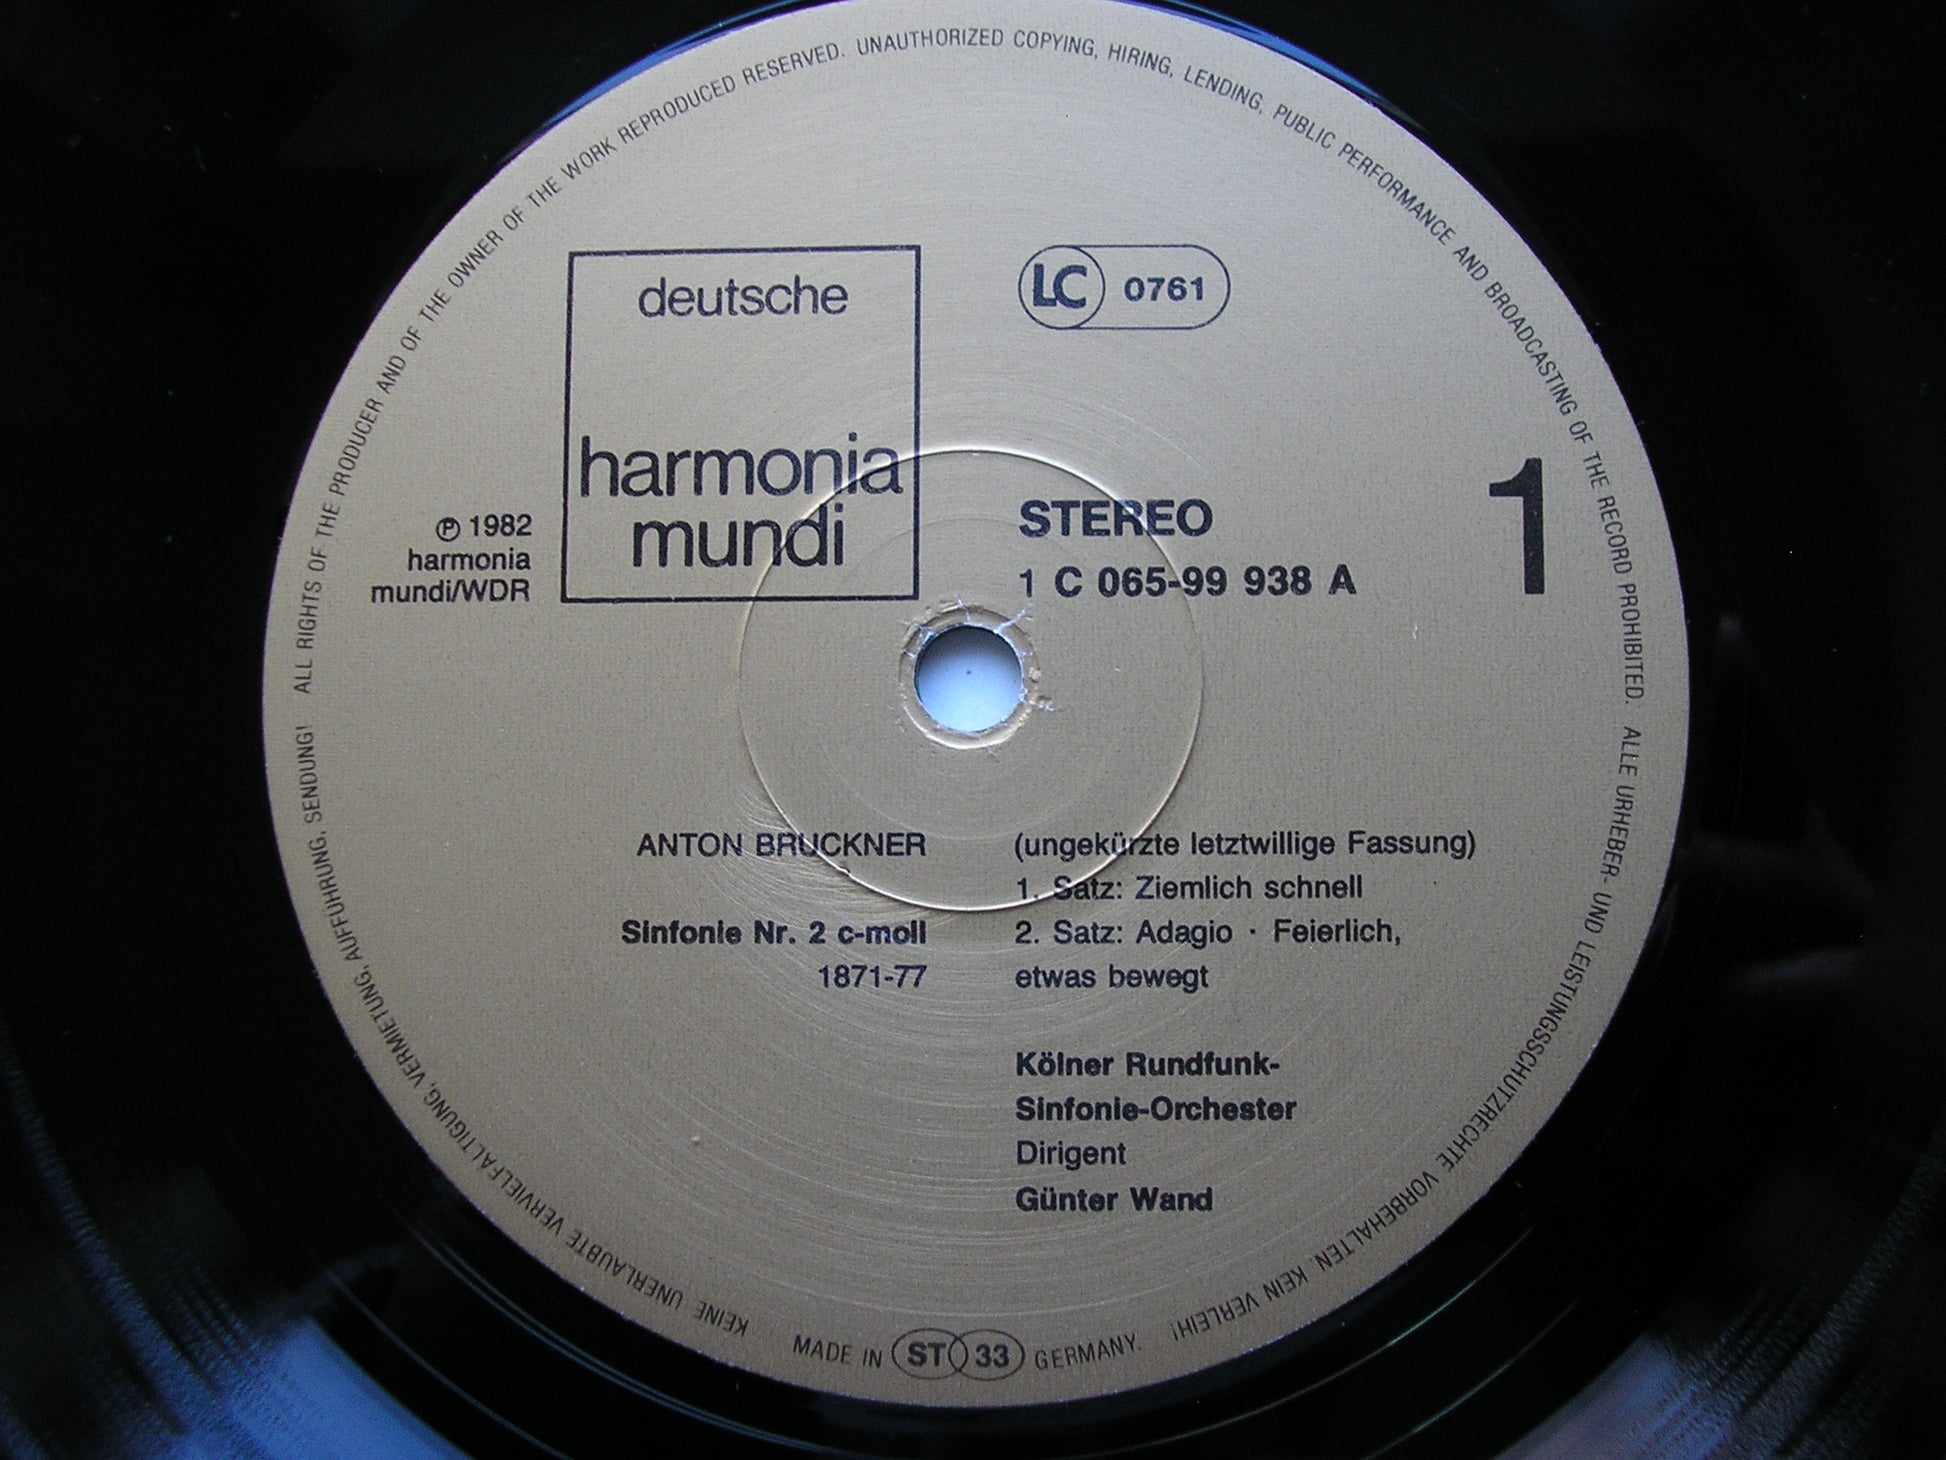 ALL RIGHTS OF THE PRODUCER AND OF THE OWNER OF THE WORK REPRODUCED RESERVED. UNAUTHORIZED COPYING, HIRING, LENDING, PUBLIC PERFORMANCE AND BROADCASTING OF THE RECORD PROHIBITED.
deutsche
harmonia
mundi
LC 0761
℗ 1982
harmonia
mundi/WDR
STEREO
1 C 065-99 938 A
1
ANTON BRUCKNER
Sinfonie Nr. 2 c-moll
1871-77
(ungekürzte letztwillige Fassung)
1. Satz: Ziemlich schnell
2. Satz: Adagio · Feierlich,
etwas bewegt
Kölner Rundfunk-
Sinfonie-Orchester
Dirigent
Günter Wand
ALLE URHEBER- UND LEISTUNGSSCHUTZRECHTE VORBEHALTEN. KEIN VERLEIH!
KEINE UNERLAUBTE VERVIELFÄLTIGUNG, VERMIETUNG, AUFFÜHRUNG, SENDUNG!
MADE IN ST 33 GERMANY.